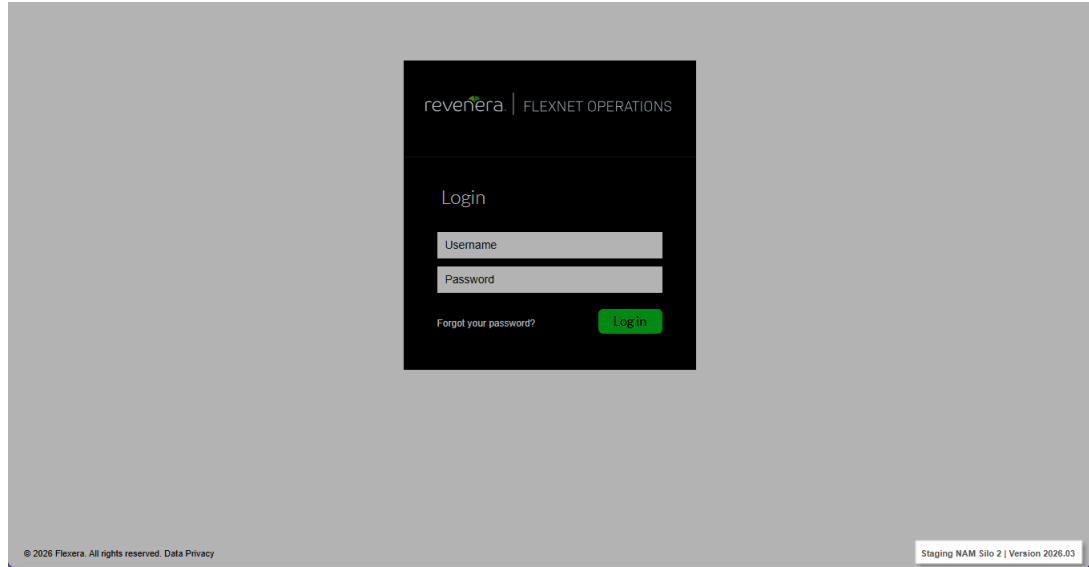 revenera. | FLEXNET OPERATIONS
Login
Username
Password
Forgot your password? Log in
© 2026 Flexera. All rights reserved. Data Privacy
Staging NAM Silo 2 | Version 2026.03